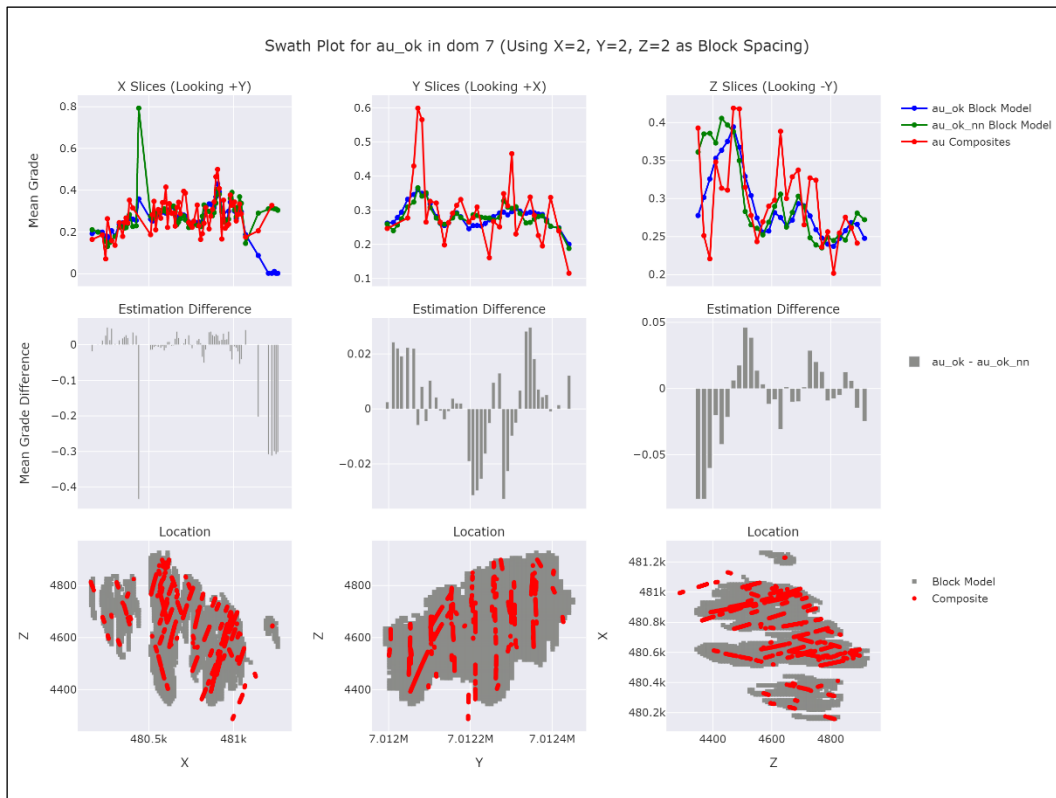 Swath Plot for au_ok in dom 7 (Using X=2, Y=2, Z=2 as Block Spacing)
X Slices (Looking +Y)
Y Slices (Looking +X)
Z Slices (Looking -Y)
Mean Grade
0.8
0.6
0.4
0.2
0
0.6
0.5
0.4
0.3
0.2
0.1
0.4
0.35
0.3
0.25
0.2
au_ok Block Model
au_ok_nn Block Model
au Composites
Estimation Difference
Estimation Difference
Estimation Difference
Mean Grade Difference
0
−0.1
−0.2
−0.3
−0.4
0.02
0
−0.02
0.05
0
−0.05
au_ok - au_ok_nn
Location
Location
Location
Z
4800
4600
4400
480.5k
481k
X
Z
4800
4600
4400
7.012M
7.0122M
7.0124M
Y
X
481.2k
481k
480.8k
480.6k
480.4k
480.2k
4400
4600
4800
Z
Block Model
Composite